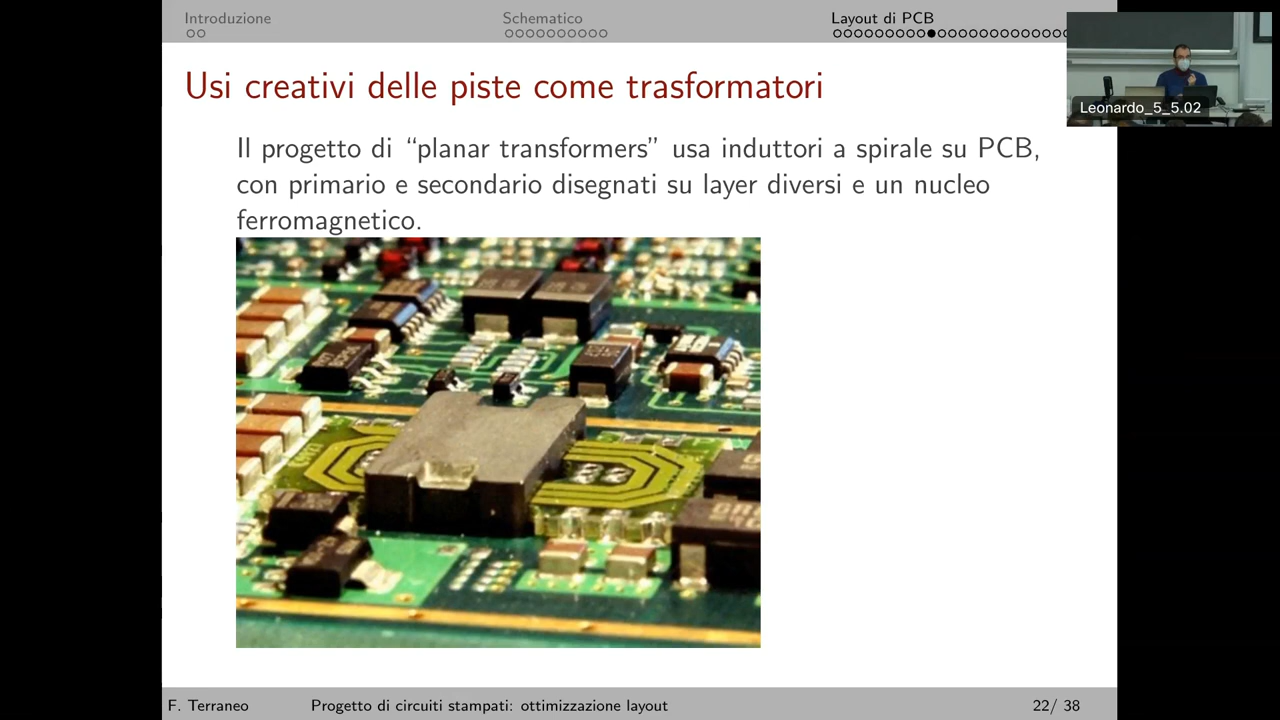 Introduzione
Schematico
Layout di PCB
Leonardo_5_5.02
Usi creativi delle piste come trasformatori
Il progetto di “planar transformers” usa induttori a spirale su PCB,
con primario e secondario disegnati su layer diversi e un nucleo
ferromagnetico.
F. Terraneo
Progetto di circuiti stampati: ottimizzazione layout
22/ 38